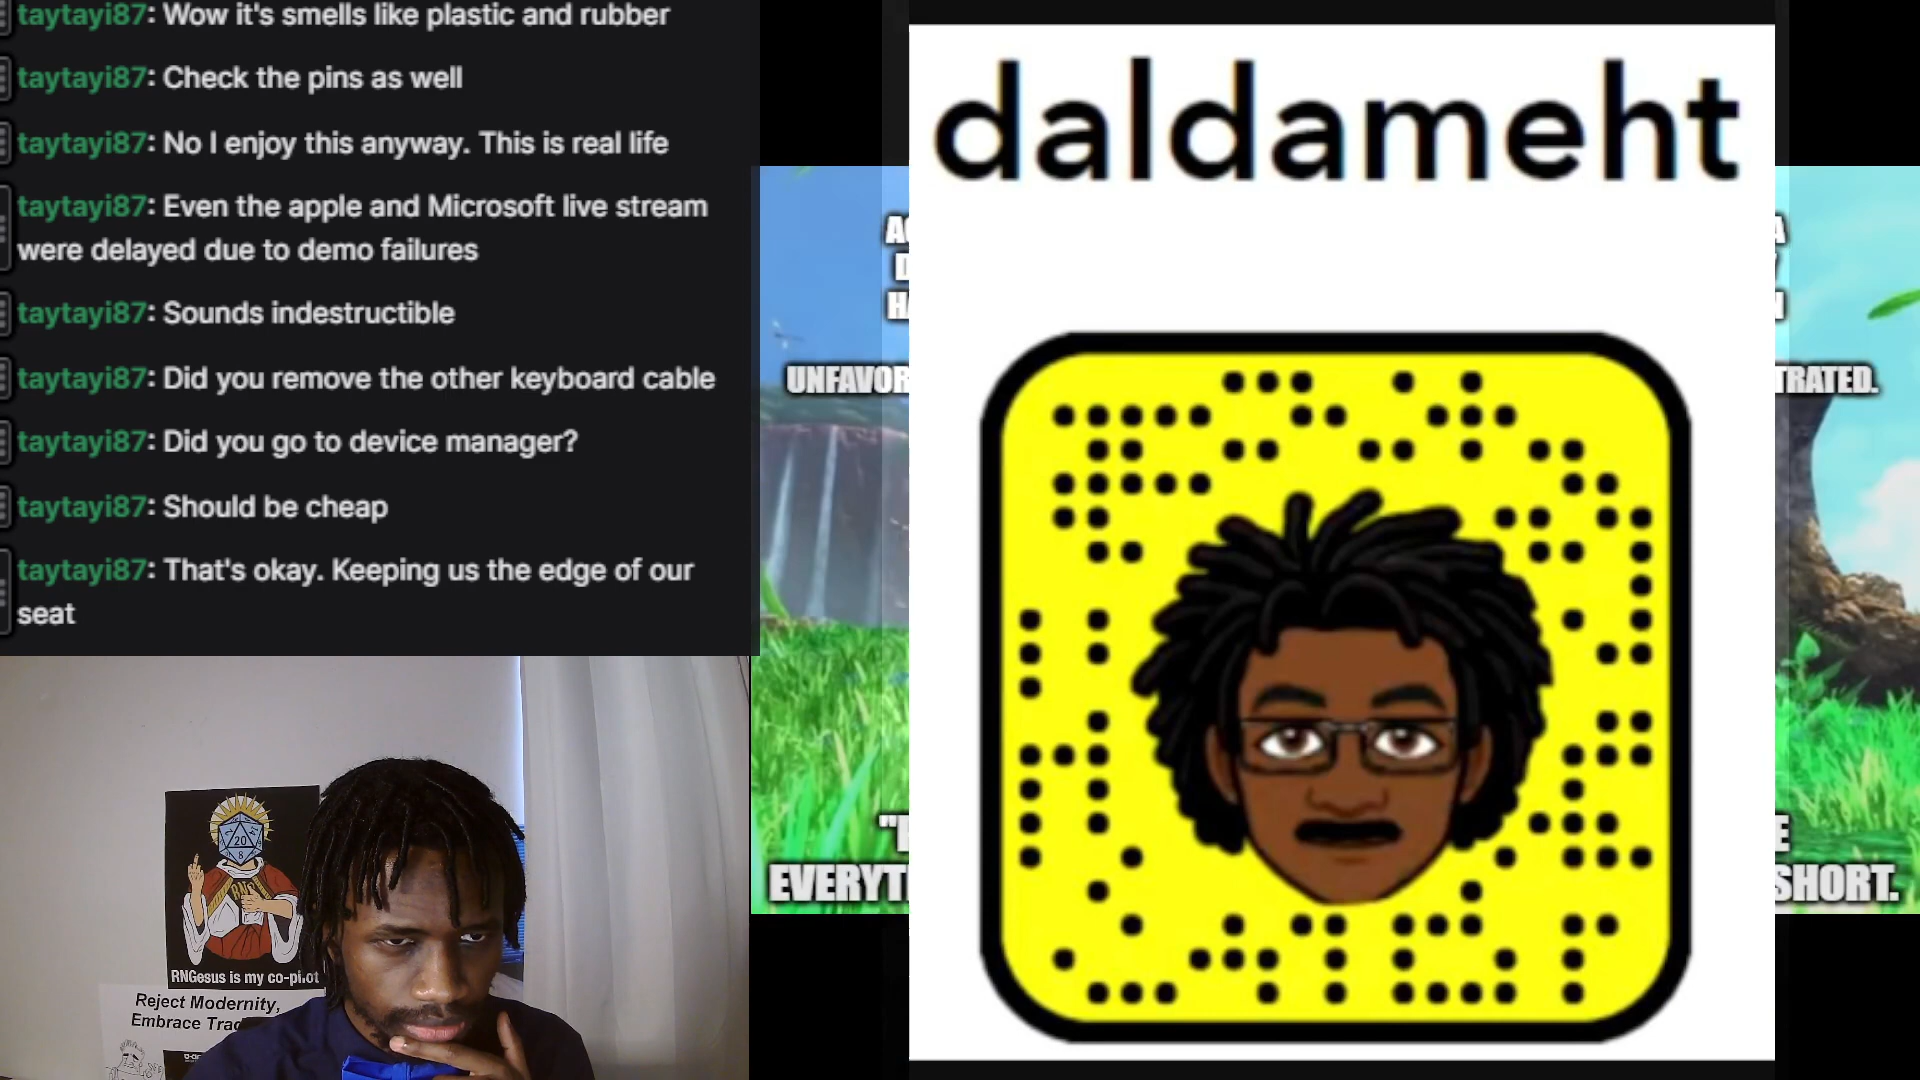 taytayi87: Wow it's smells like plastic and rubber
taytayi87: Check the pins as well
taytayi87: No I enjoy this anyway. This is real life
taytayi87: Even the apple and Microsoft live stream
were delayed due to demo failures
taytayi87: Sounds indestructible
taytayi87: Did you remove the other keyboard cable
taytayi87: Did you go to device manager?
taytayi87: Should be cheap
taytayi87: That's okay. Keeping us the edge of our
seat
daldameht
SHORT.
20
RNGesus is my co-pilot
Reject Modernity,
Embrace